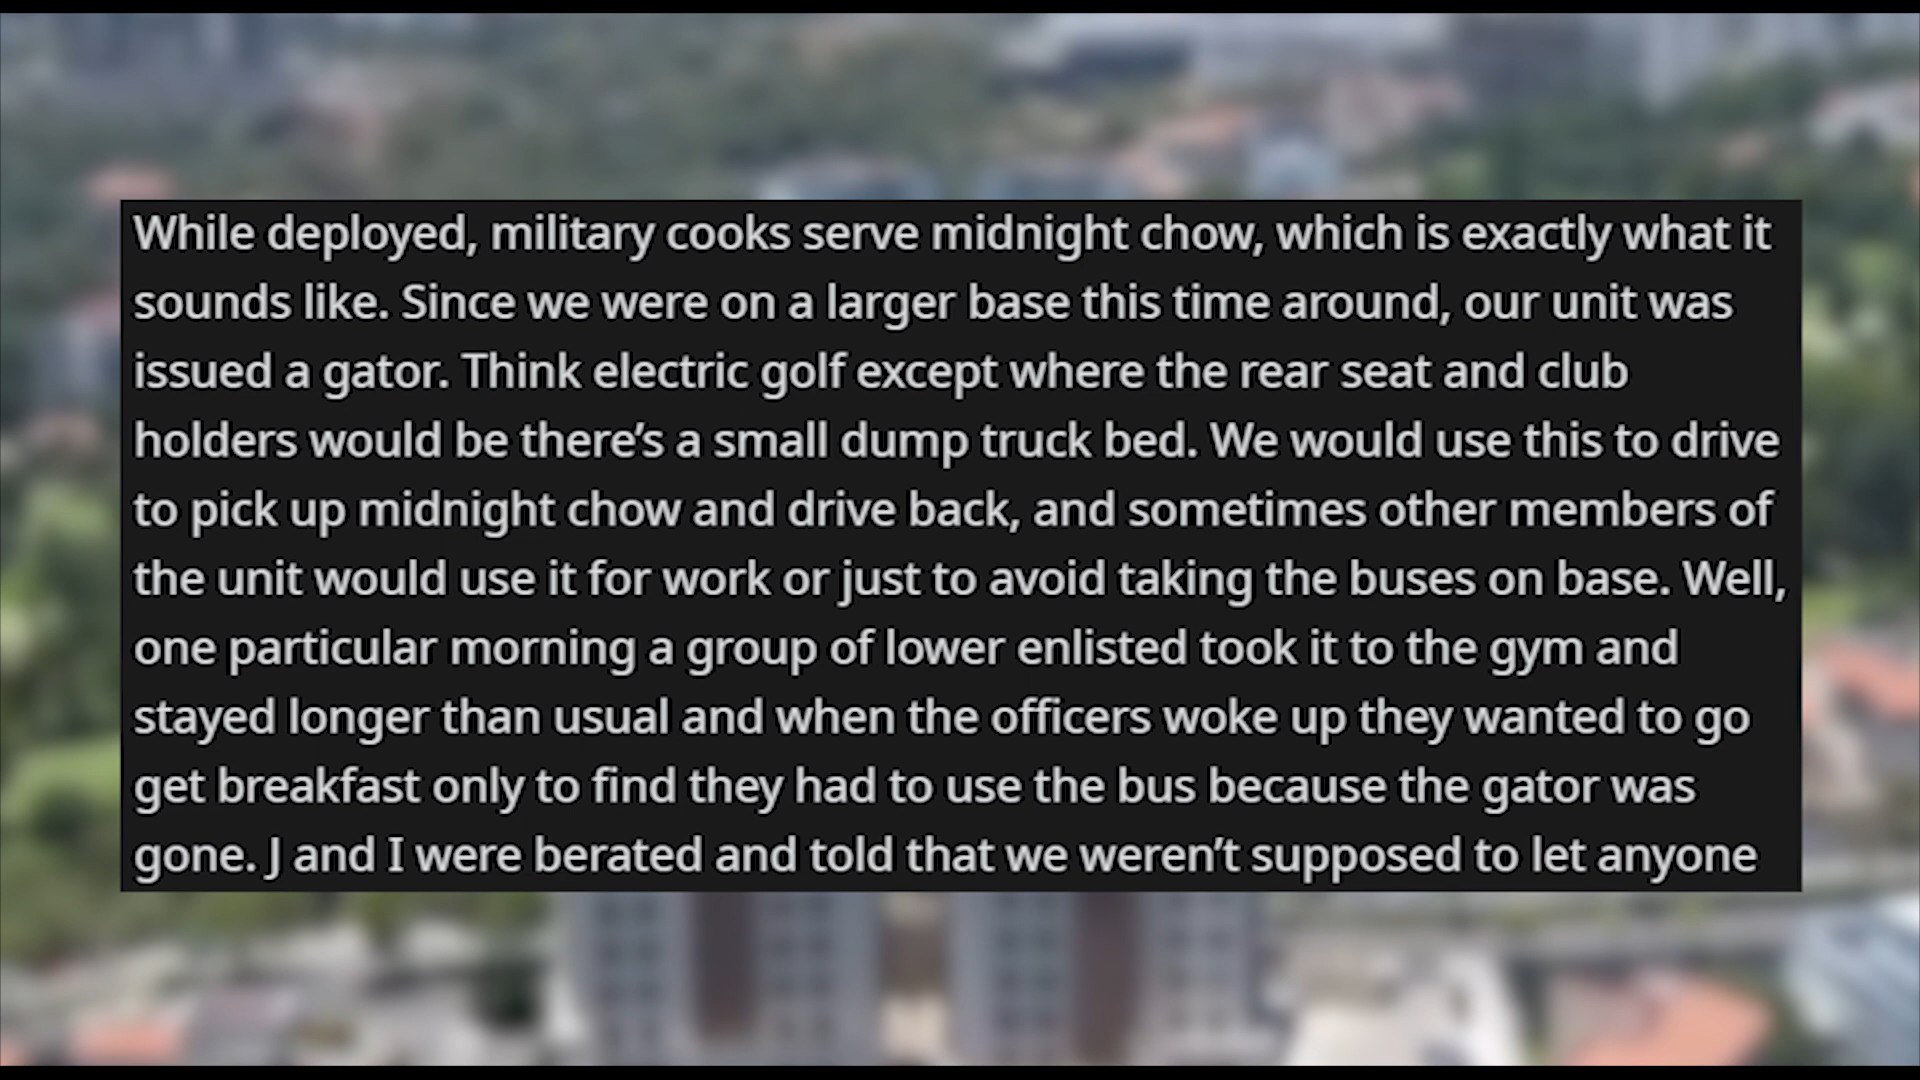 While deployed, military cooks serve midnight chow, which is exactly what it
sounds like. Since we were on a larger base this time around, our unit was
issued a gator. Think electric golf except where the rear seat and club
holders would be there’s a small dump truck bed. We would use this to drive
to pick up midnight chow and drive back, and sometimes other members of
the unit would use it for work or just to avoid taking the buses on base. Well,
one particular morning a group of lower enlisted took it to the gym and
stayed longer than usual and when the officers woke up they wanted to go
get breakfast only to find they had to use the bus because the gator was
gone. J and I were berated and told that we weren’t supposed to let anyone